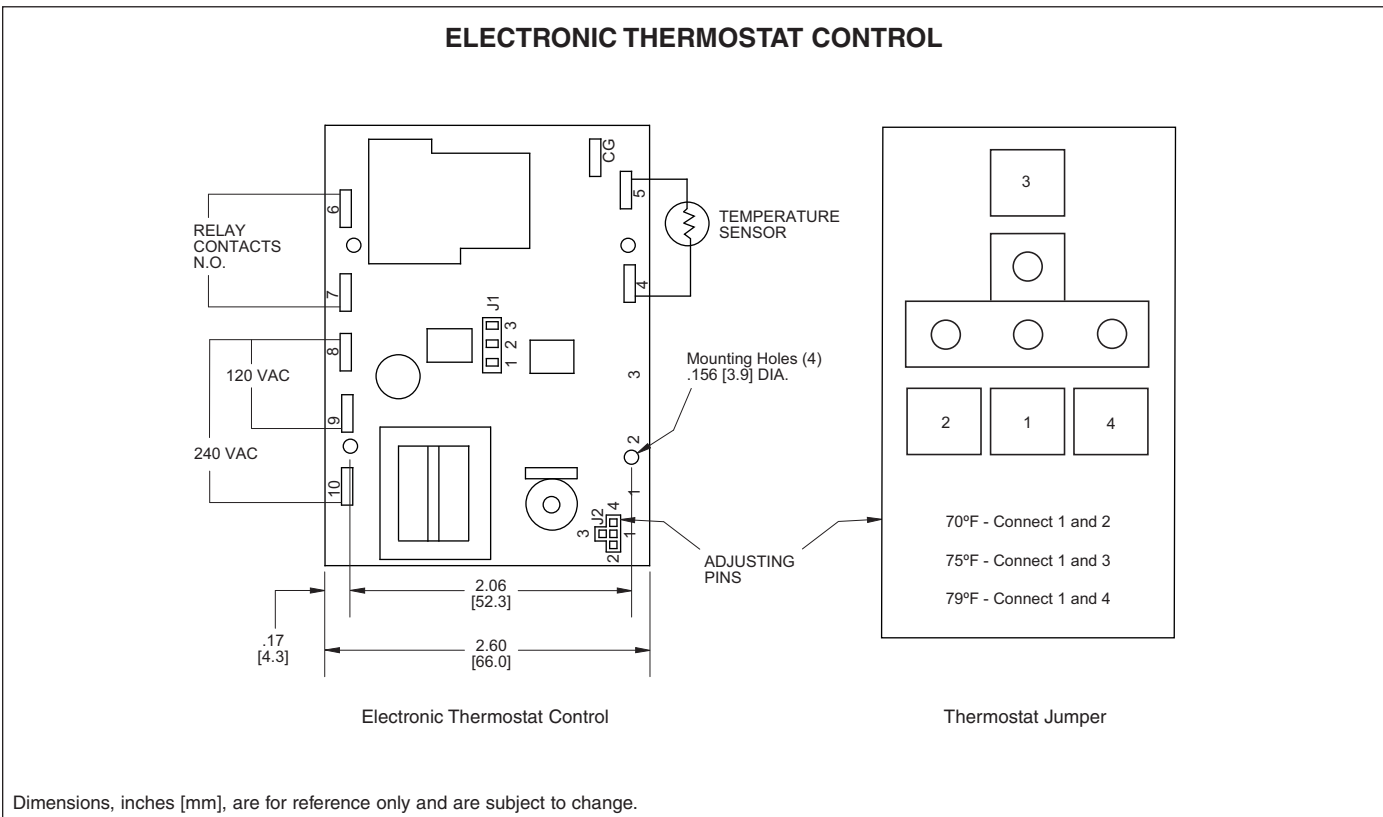 ELECTRONIC THERMOSTAT CONTROL
CG
5
4
6
7
8
9
10
RELAY
CONTACTS
N.O.
120 VAC
240 VAC
TEMPERATURE
SENSOR
J1
1 2 3
3
2
1
Mounting Holes (4)
.156 [3.9] DIA.
J2
3
4
1
2
ADJUSTING
PINS
2.06
[52.3]
.17
[4.3]
2.60
[66.0]
Electronic Thermostat Control
3
2
1
4
70ºF - Connect 1 and 2
75ºF - Connect 1 and 3
79ºF - Connect 1 and 4
Thermostat Jumper
Dimensions, inches [mm], are for reference only and are subject to change.